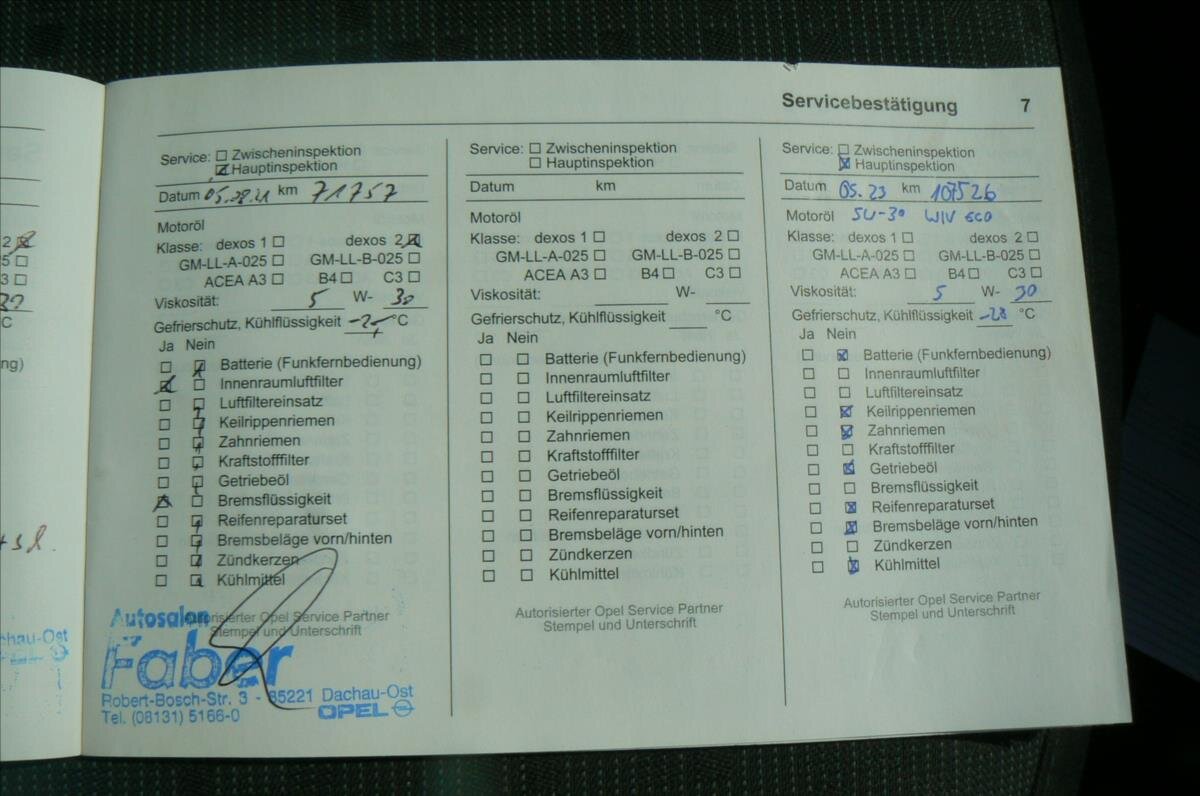 Servicebestätigung 7
Service: Zwischeninspektion
Hauptinspektion
Datum 05.08.21 km 71757
Motoröl
Klasse: dexos 1 dexos 2
GM-LL-A-025 GM-LL-B-025
ACEA A3 B4 C3
Viskosität: 5 W- 30
Gefrierschutz, Kühlflüssigkeit °C
Ja Nein
Batterie (Funkfernbedienung)
Innenraumluftfilter
Luftfiltereinsatz
Keilrippenriemen
Zahnriemen
Kraftstofffilter
Getriebeöl
Bremsflüssigkeit
Reifenreparaturset
Bremsbeläge vorn/hinten
Zündkerzen
Kühlmittel
Autorisierter Opel Service Partner
Stempel und Unterschrift
Autosalon
Faber
Robert-Bosch-Str. 3 - 85221 Dachau-Ost
Tel. (08131) 5166-0 OPEL
Service: Zwischeninspektion
Hauptinspektion
Datum km
Motoröl
Klasse: dexos 1 dexos 2
GM-LL-A-025 GM-LL-B-025
ACEA A3 B4 C3
Viskosität: W-
Gefrierschutz, Kühlflüssigkeit °C
Ja Nein
Batterie (Funkfernbedienung)
Innenraumluftfilter
Luftfiltereinsatz
Keilrippenriemen
Zahnriemen
Kraftstofffilter
Getriebeöl
Bremsflüssigkeit
Reifenreparaturset
Bremsbeläge vorn/hinten
Zündkerzen
Kühlmittel
Autorisierter Opel Service Partner
Stempel und Unterschrift
Service: Zwischeninspektion
Hauptinspektion
Datum 05.23 km 107526
Motoröl 5W-30 WIV ECO
Klasse: dexos 1 dexos 2
GM-LL-A-025 GM-LL-B-025
ACEA A3 B4 C3
Viskosität: 5 W- 30
Gefrierschutz, Kühlflüssigkeit -28 °C
Ja Nein
Batterie (Funkfernbedienung)
Innenraumluftfilter
Luftfiltereinsatz
Keilrippenriemen
Zahnriemen
Kraftstofffilter
Getriebeöl
Bremsflüssigkeit
Reifenreparaturset
Bremsbeläge vorn/hinten
Zündkerzen
Kühlmittel
Autorisierter Opel Service Partner
Stempel und Unterschrift